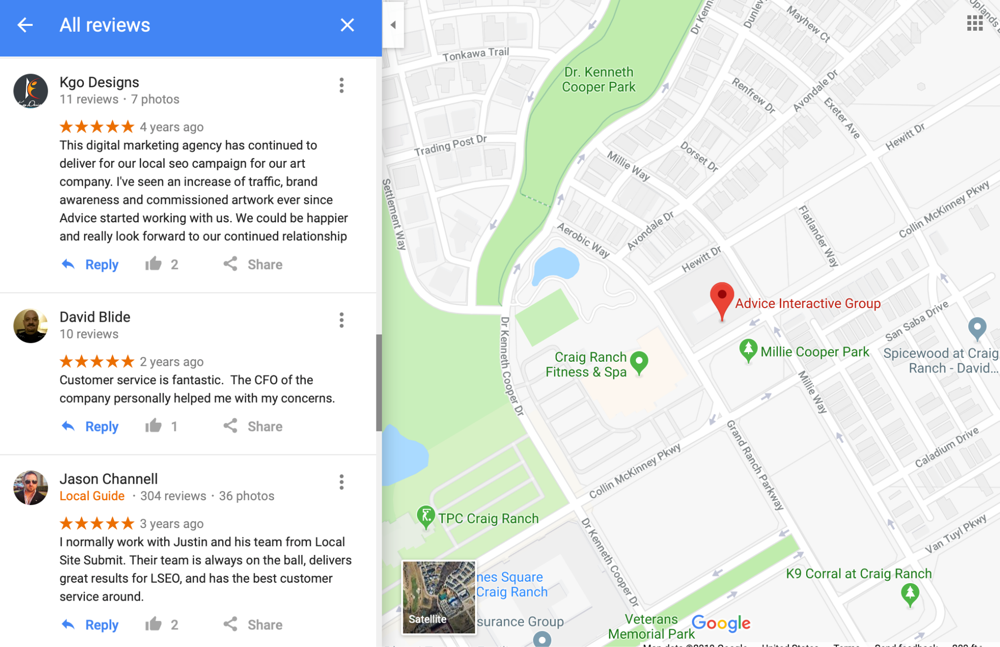 All reviews
Kgo Designs
11 reviews · 7 photos
4 years ago
This digital marketing agency has continued to
deliver for our local seo campaign for our art
company. I've seen an increase of traffic, brand
awareness and commissioned artwork ever since
Advice started working with us. We could be happier
and really look forward to our continued relationship
Reply 2 Share
David Blide
10 reviews
2 years ago
Customer service is fantastic.  The CFO of the
company personally helped me with my concerns.
Reply 1 Share
Jason Channell
Local Guide · 304 reviews · 36 photos
3 years ago
I normally work with Justin and his team from Local
Site Submit. Their team is always on the ball, delivers
great results for LSEO, and has the best customer
service around.
Reply 2 Share
Dr Kenn
Dunlev
Mayhew Ct
Uplands
Tonkawa Trail
Dr. Kenneth
Cooper Park
Renfrew Dr
Avondale Dr
Exeter Ave
Hewitt Dr
Trading Post Dr
Millie Way
Dorset Dr
Settlement Way
Collin McKinney Pkwy
Flatlander Way
Aerobic Way
Avondale Dr
Hewitt Dr
Advice Interactive Group
San Saba Drive
Dr Kenneth Cooper Dr
Craig Ranch
Fitness & Spa
Millie Cooper Park
Spicewood at Craig
Ranch - David...
Millie Way
Grand Ranch Parkway
Caladium Drive
Collin McKinney Pkwy
TPC Craig Ranch
Dr Kenneth Cooper Dr
Van Tuyl Pkwy
K9 Corral at Craig Ranch
nes Square
Craig Ranch
Satellite
surance Group
Veterans
Memorial Park
Google
Map data ©2019 Google United States Terms Send feedback 200 ft